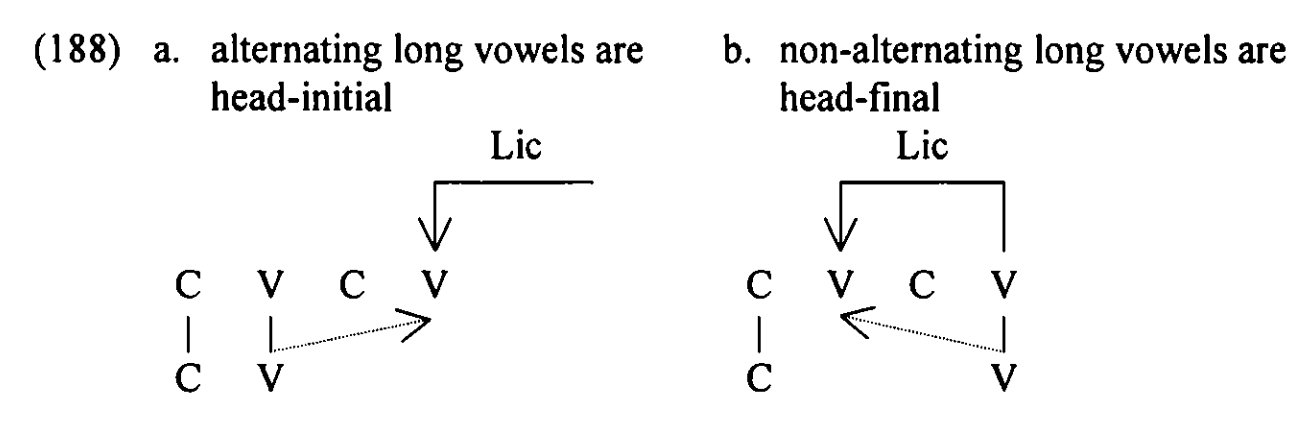 (188) a. alternating long vowels are b. non-alternating long vowels are
head-initial head-final
Lic Lic
C V C V C V C V
C V C V